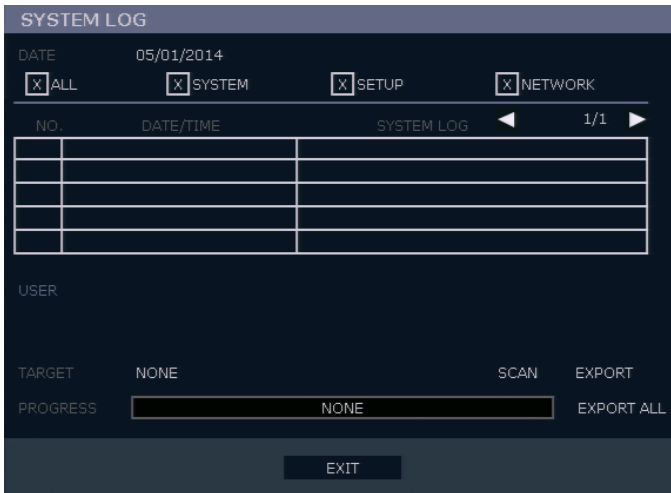 SYSTEM LOG
DATE 05/01/2014
X ALL X SYSTEM X SETUP X NETWORK
NO. DATE/TIME SYSTEM LOG ◀ 1/1 ▶
USER
TARGET NONE SCAN EXPORT
PROGRESS NONE EXPORT ALL
EXIT